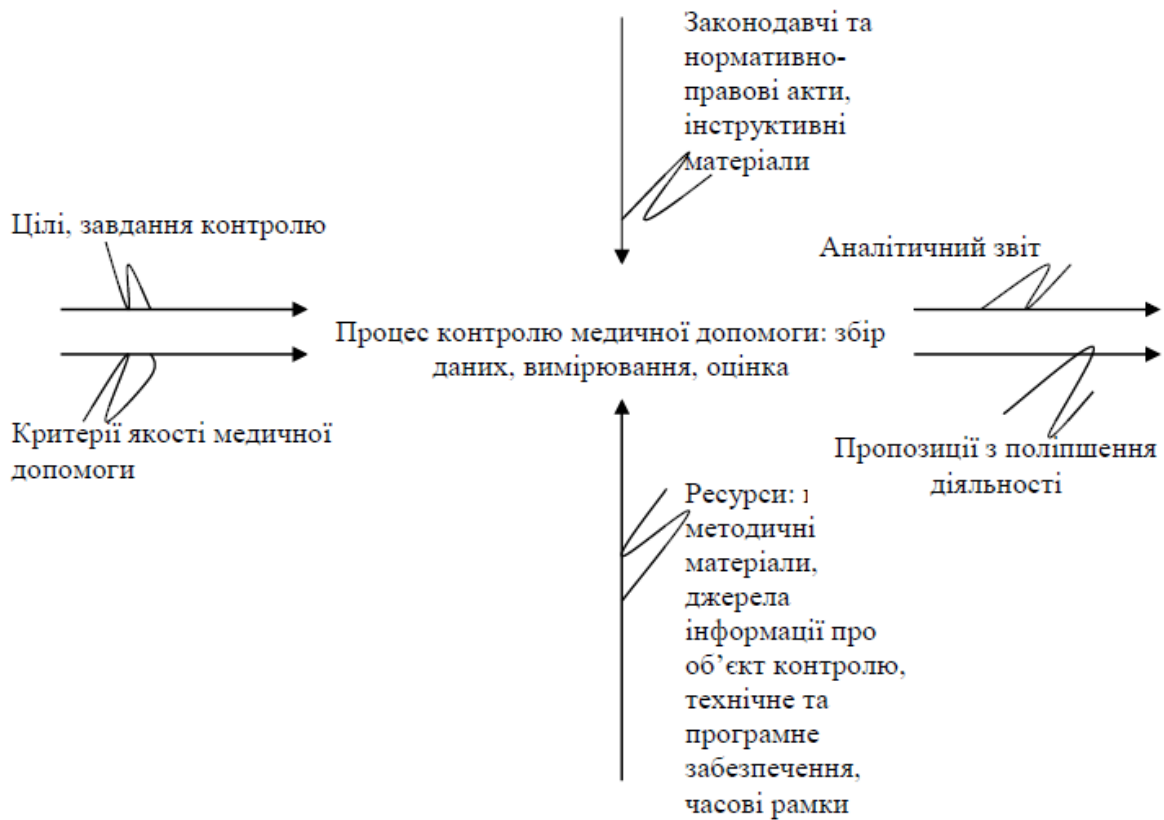 Законодавчі та
нормативно-
правові акти,
інструктивні
матеріали
Цілі, завдання контролю
Аналітичний звіт
Процес контролю медичної допомоги: збір
даних, вимірювання, оцінка
Критерії якості медичної
допомоги
Пропозиції з поліпшення
діяльності
Ресурси:
методичні
матеріали,
джерела
інформації про
об’єкт контролю,
технічне та
програмне
забезпечення,
часові рамки